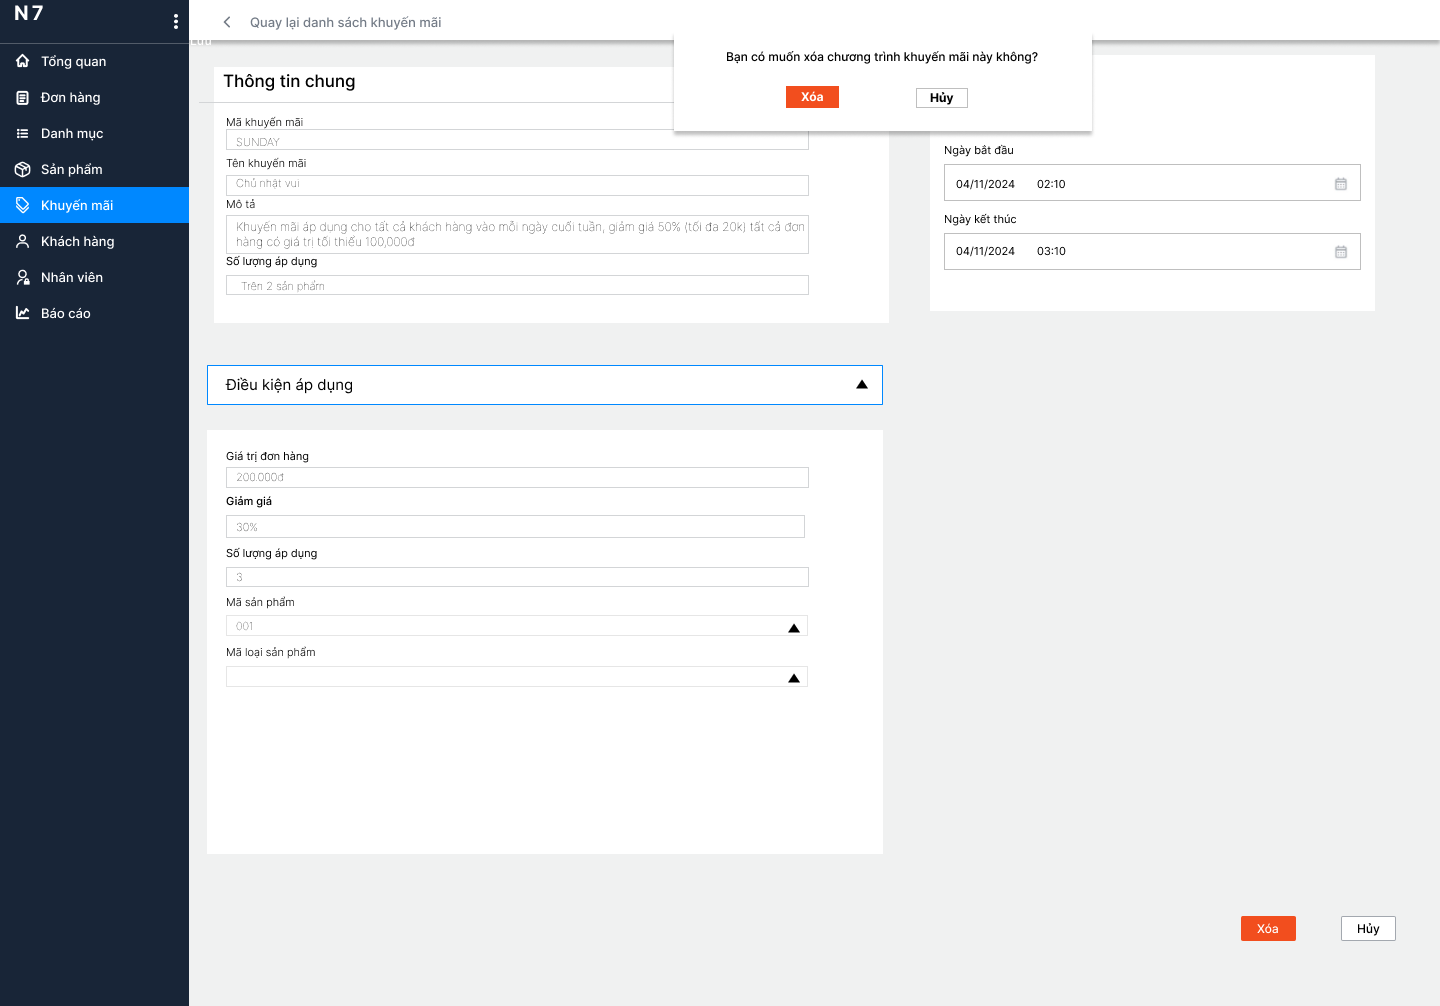 N7
Tổng quan
Đơn hàng
Danh mục
Sản phẩm
Khuyến mãi
Khách hàng
Nhân viên
Báo cáo
Quay lại danh sách khuyến mãi
Bạn có muốn xóa chương trình khuyến mãi này không?
Xóa
Hủy
Thông tin chung
Mã khuyến mãi
SUNDAY
Tên khuyến mãi
Chủ nhật vui
Mô tả
Khuyến mãi áp dung cho tất cả khách hàng vào mỗi ngày cuối tuần, giảm giá 50% (tối đa 20k) tất cả đơn
hàng có giá trị tối thiểu 100,000đ
Số lượng áp dụng
Trên 2 sản phẩm
Ngày bắt đầu
04/11/2024 02:10
Ngày kết thúc
04/11/2024 03:10
Điều kiện áp dụng
Giá trị đơn hàng
200.000đ
Giảm giá
30%
Số lượng áp dụng
3
Mã sản phẩm
001
Mã loại sản phẩm
Xóa
Hủy